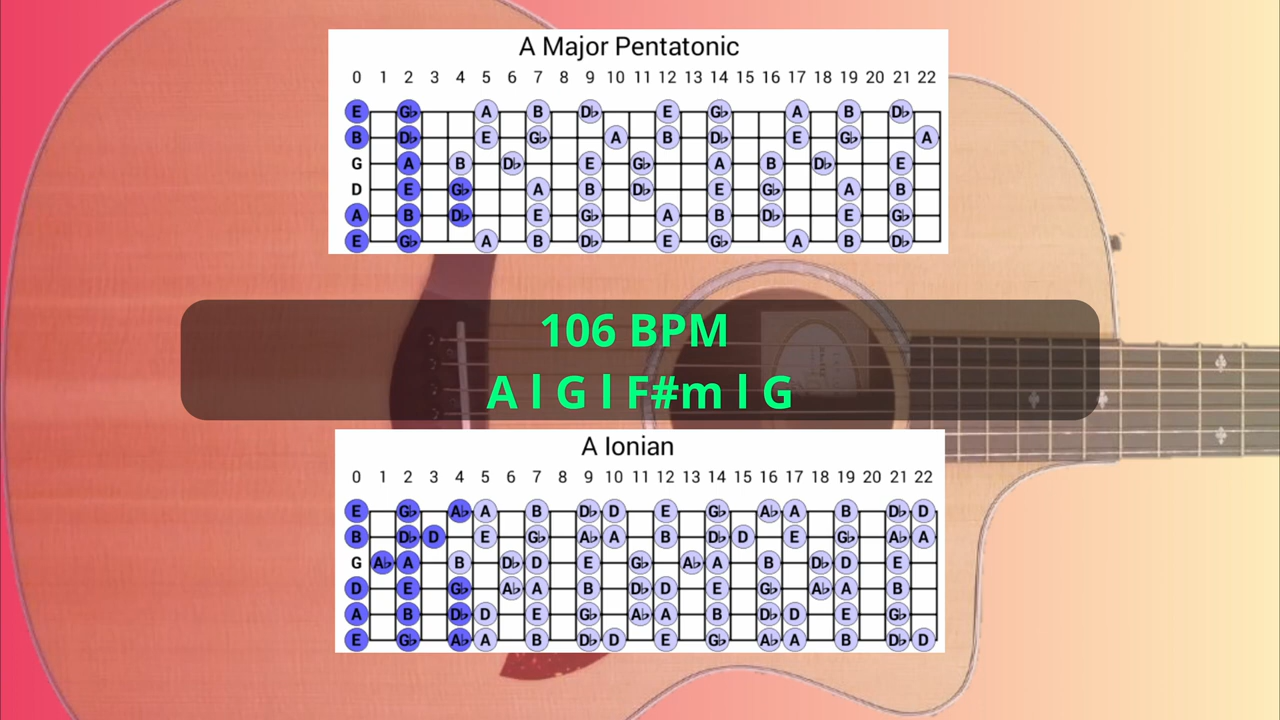 A Major Pentatonic
0 1 2 3 4 5 6 7 8 9 10 11 12 13 14 15 16 17 18 19 20 21 22
E G♭ A B D♭ E G♭ A B D♭
B D♭ E G♭ A B D♭ E G♭ A
G A B D♭ E G♭ A B D♭ E
D E G♭ A B D♭ E G♭ A B
A B D♭ E G♭ A B D♭ E G♭
E G♭ A B D♭ E G♭ A B D♭
106 BPM
A l G l F#m l G
A Ionian
0 1 2 3 4 5 6 7 8 9 10 11 12 13 14 15 16 17 18 19 20 21 22
E G♭ A♭ A B D♭ D E G♭ A♭ A B D♭ D
B D♭ D E G♭ A♭ A B D♭ D E G♭ A♭ A
G A♭ A B D♭ D E G♭ A♭ A B D♭ D E
D E G♭ A♭ A B D♭ D E G♭ A♭ A B
A B D♭ D E G♭ A♭ A B D♭ D E G♭
E G♭ A♭ A B D♭ D E G♭ A♭ A B D♭ D